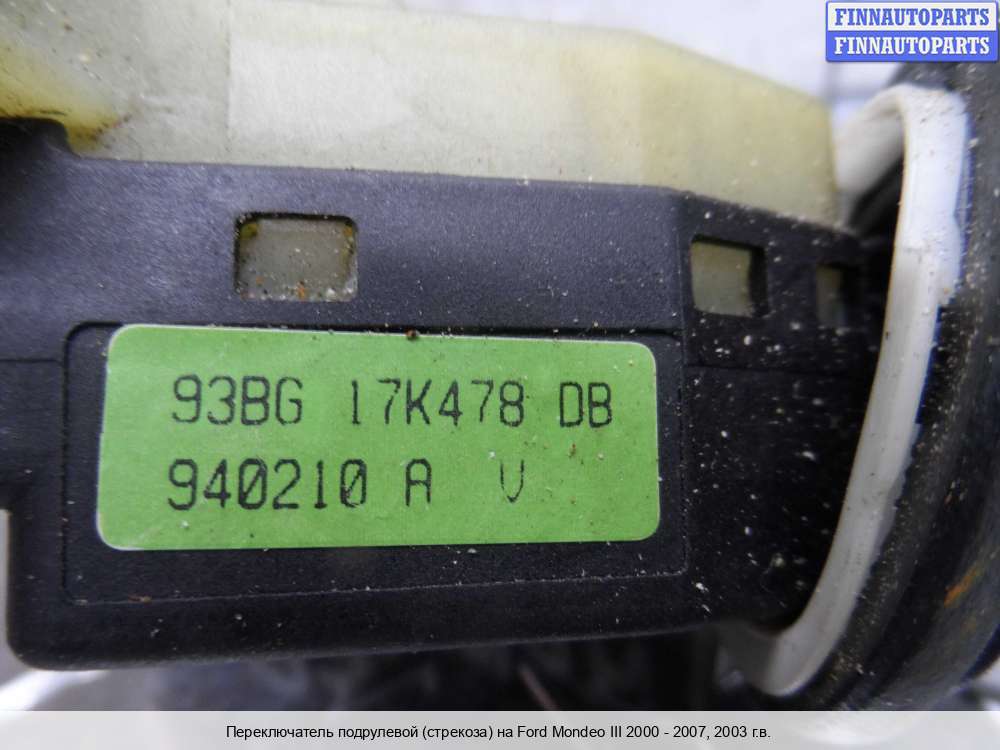 FINNAUTOPARTS
FINNAUTOPARTS
93BG 17K478 DB
940210 A V
Переключатель подрулевой (стрекоза) на Ford Mondeo III 2000 - 2007, 2003 г.в.